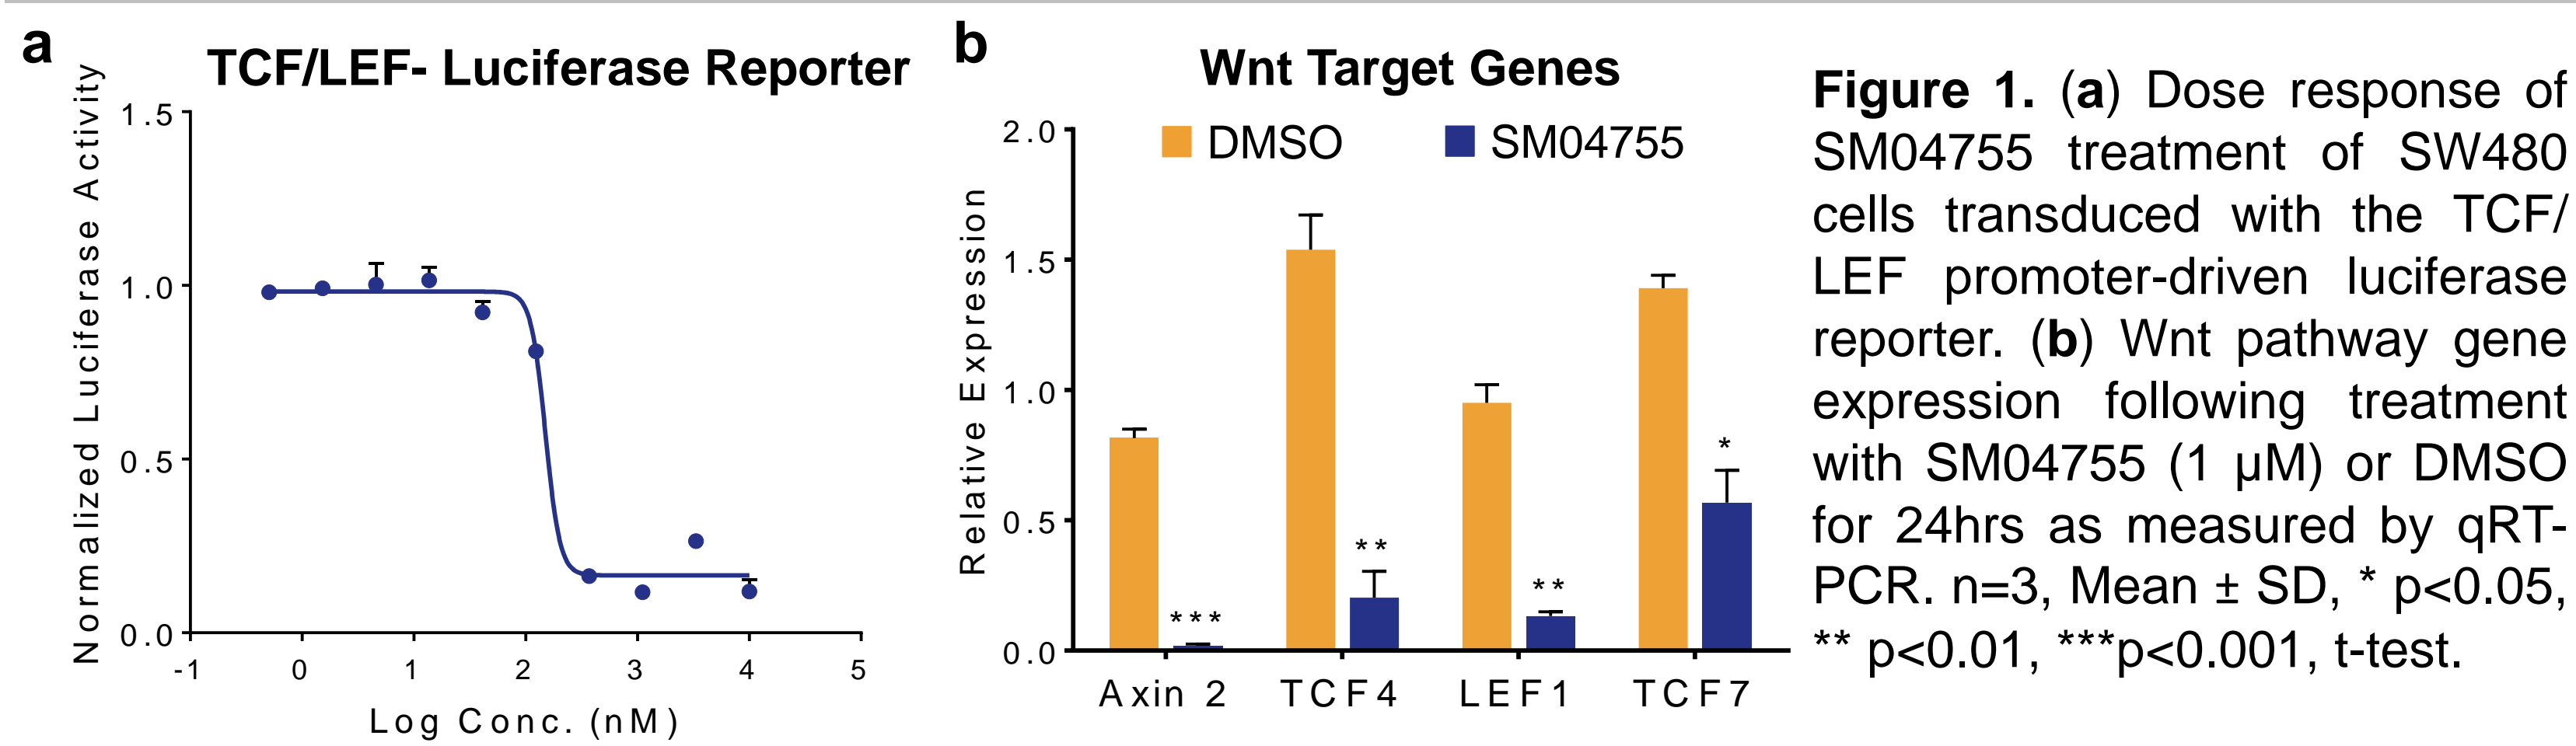 a
TCF/LEF- Luciferase Reporter
Normalized Luciferase Activity
1.5
1.0
0.5
0.0
-1 0 1 2 3 4 5
Log Conc. (nM)
b
Wnt Target Genes
DMSO SM04755
Relative Expression
2.0
1.5
1.0
0.5
0.0
*** ** ** *
Axin 2 TCF4 LEF1 TCF7
Figure 1. (a) Dose response of
SM04755 treatment of SW480
cells transduced with the TCF/
LEF promoter-driven luciferase
reporter. (b) Wnt pathway gene
expression following treatment
with SM04755 (1 µM) or DMSO
for 24hrs as measured by qRT-
PCR. n=3, Mean ± SD, * p<0.05,
** p<0.01, ***p<0.001, t-test.